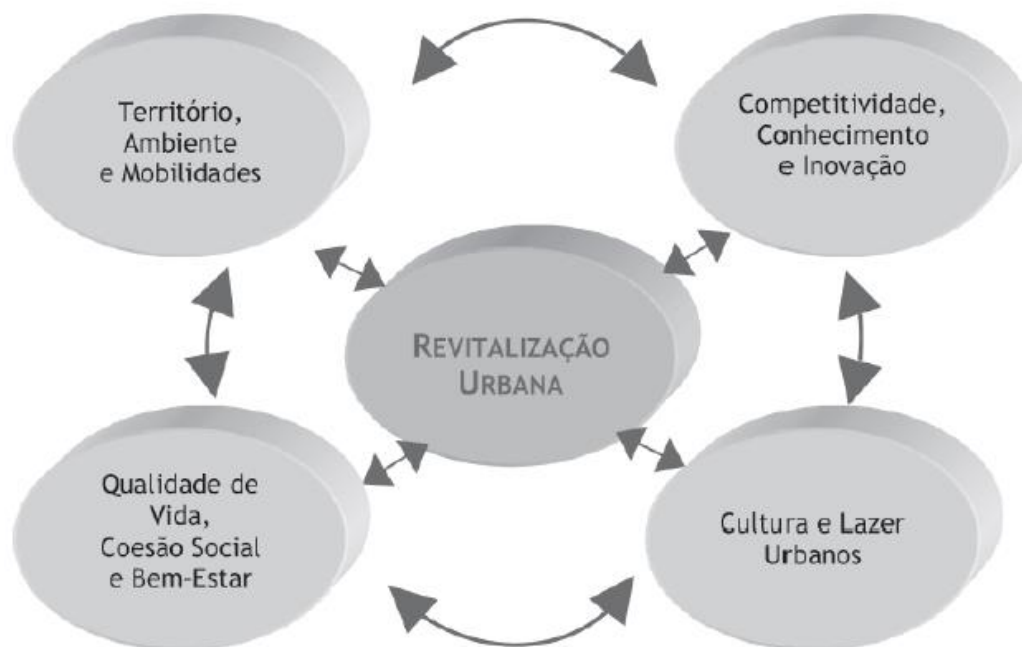 Território,
Ambiente
e Mobilidades
Competitividade,
Conhecimento
e Inovação
REVITALIZAÇÃO
URBANA
Qualidade de
Vida,
Coesão Social
e Bem-Estar
Cultura e Lazer
Urbanos